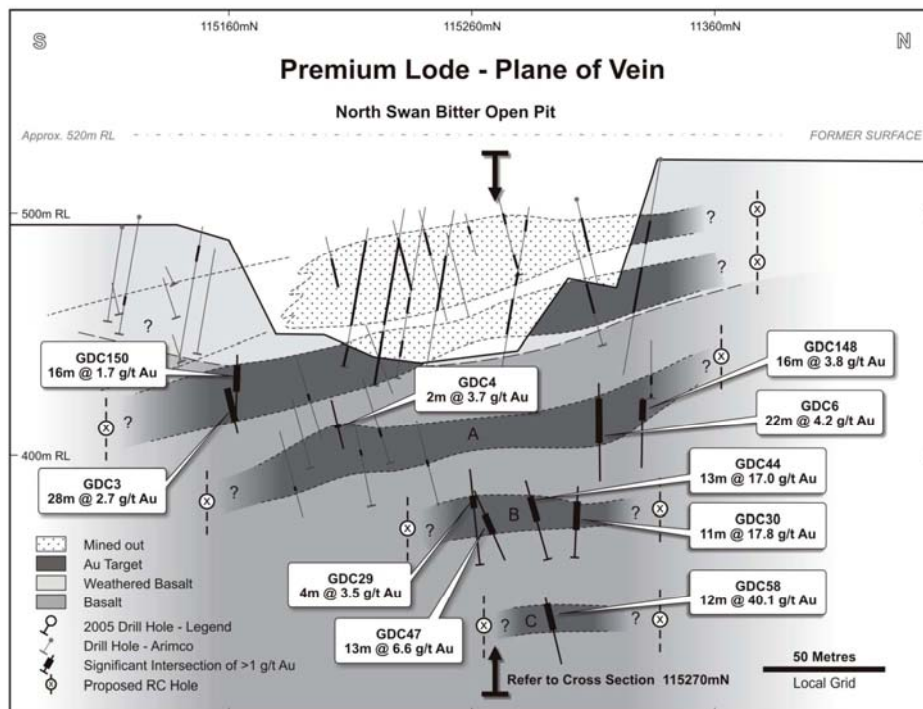 115160mN
115260mN
115360mN
S
N
Premium Lode - Plane of Vein
North Swan Bitter Open Pit
Approx. 520m RL
FORMER SURFACE
500m RL
?
?
?
GDC150
16m @ 1.7 g/t Au
GDC4
2m @ 3.7 g/t Au
GDC148
16m @ 3.8 g/t Au
?
?
A
GDC6
22m @ 4.2 g/t Au
400m RL
GDC3
28m @ 2.7 g/t Au
GDC44
13m @ 17.0 g/t Au
?
?
B
?
GDC30
11m @ 17.8 g/t Au
GDC29
4m @ 3.5 g/t Au
GDC47
13m @ 6.6 g/t Au
GDC58
12m @ 40.1 g/t Au
?
C
?
Mined out
Au Target
Weathered Basalt
Basalt
2005 Drill Hole - Legend
Drill Hole - Arimco
Significant Intersection of >1 g/t Au
Proposed RC Hole
Refer to Cross Section 115270mN
50 Metres
Local Grid
X
X
X
X
X
X
X
X
X
X